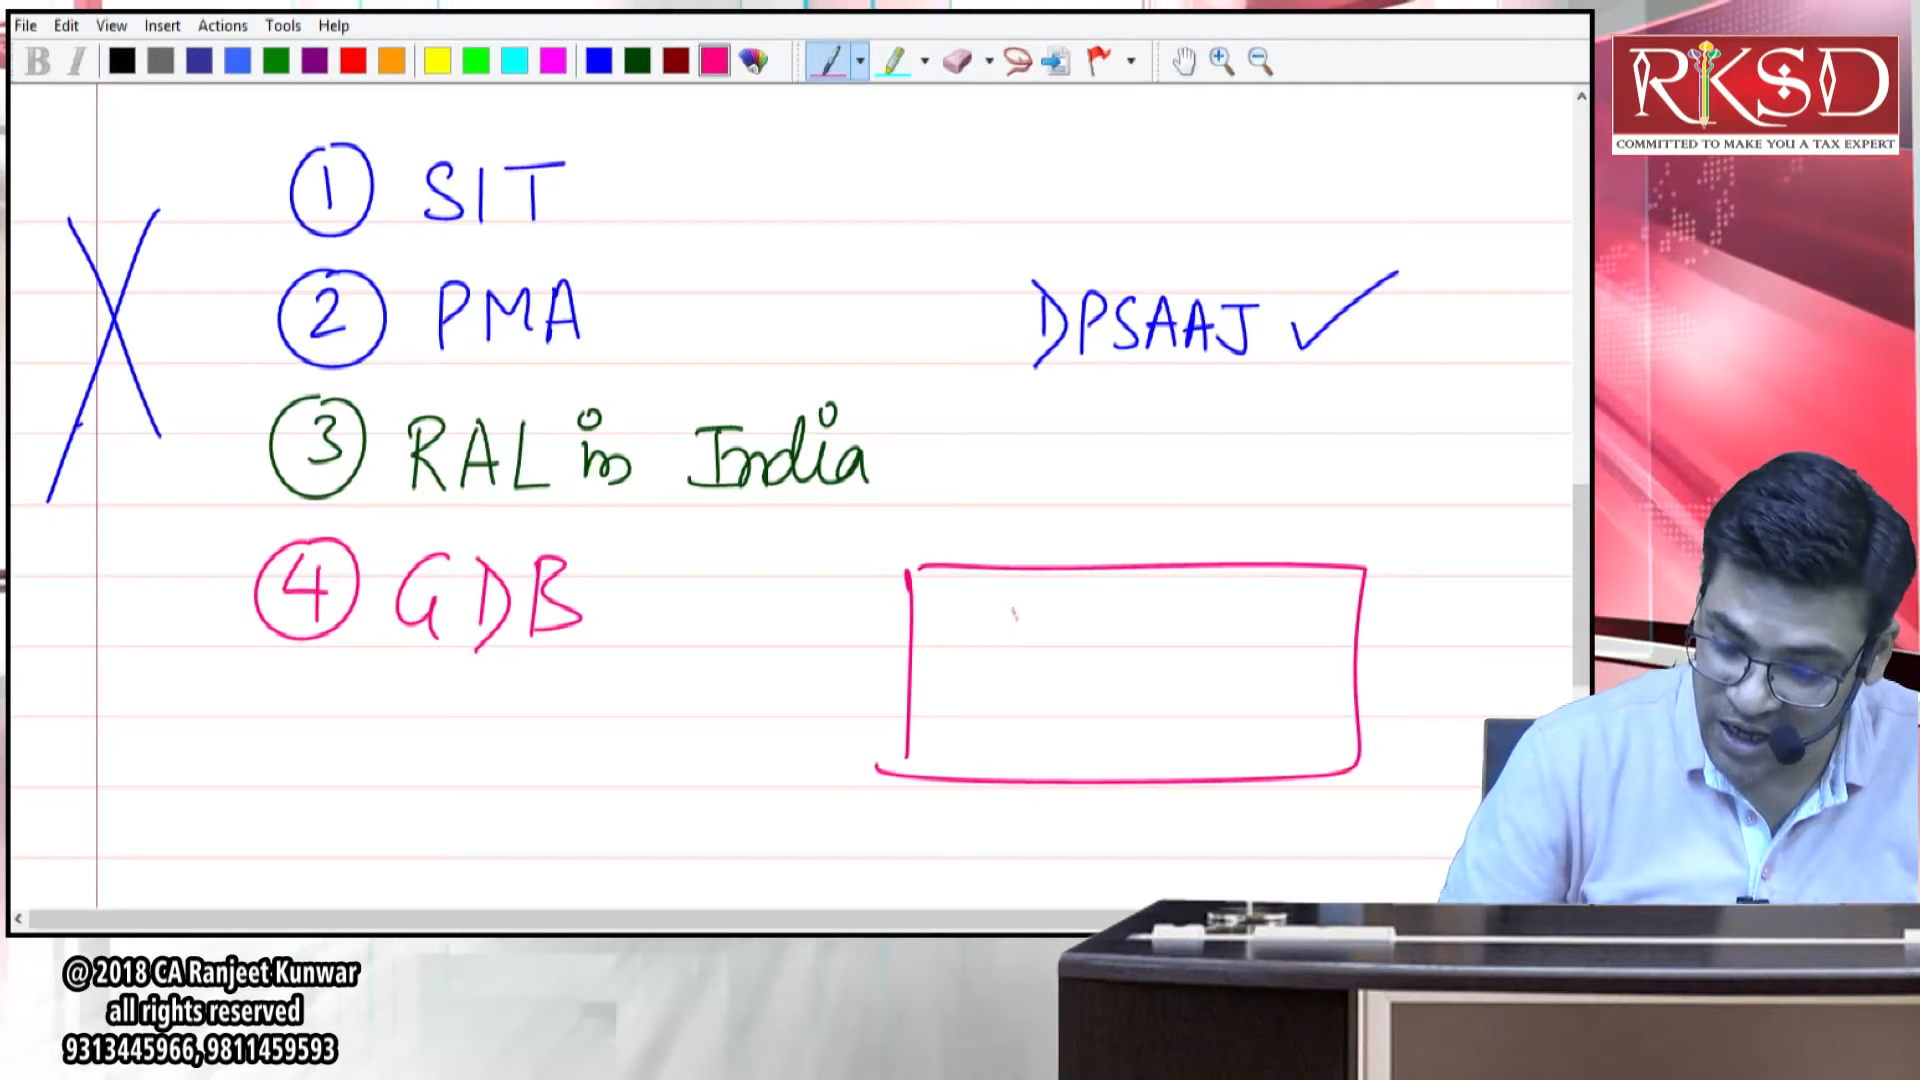 File Edit View Insert Actions Tools Help
B I
RKSD
COMMITTED TO MAKE YOU A TAX EXPERT
① SIT
② PMA
DPSAAJ ✓
③ RAL in India
④ GDB
@ 2018 CA Ranjeet Kunwar
all rights reserved
9313445966, 9811459593